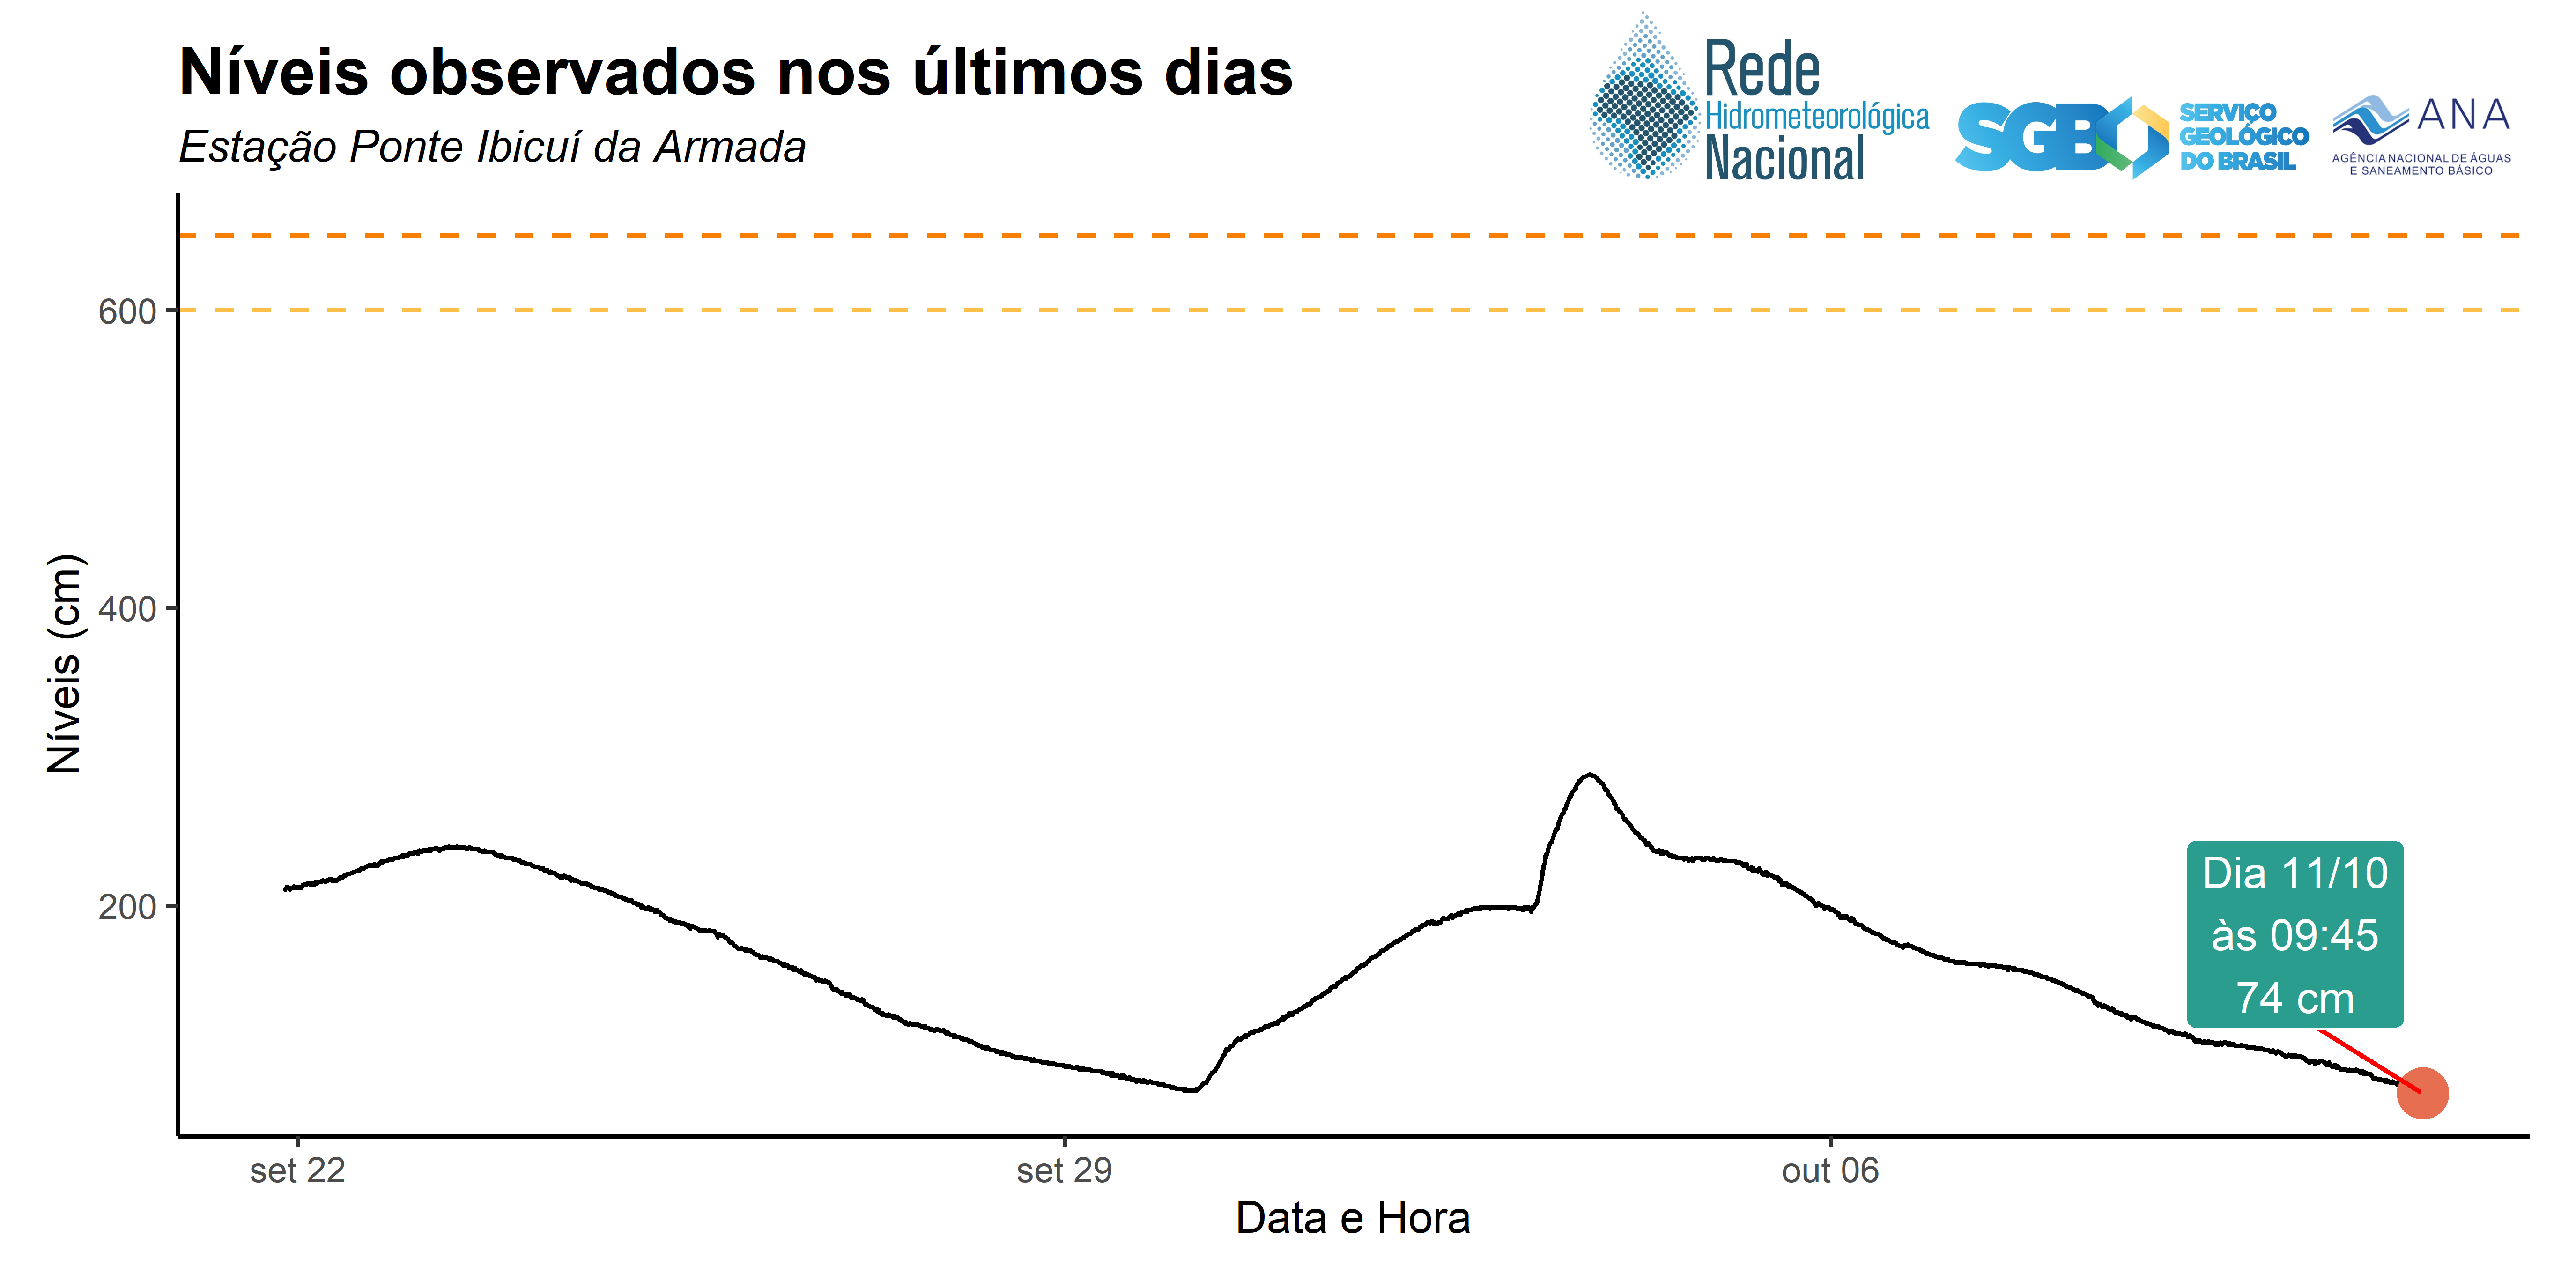 Níveis observados nos últimos dias
Estação Ponte Ibicuí da Armada
Rede
Hidrometeorológica
Nacional
SGB
SERVIÇO
GEOLÓGICO
DO BRASIL
ANA
AGÊNCIA NACIONAL DE ÁGUAS
E SANEAMENTO BÁSICO
Níveis (cm)
600
400
200
Dia 11/10
às 09:45
74 cm
set 22
set 29
out 06
Data e Hora